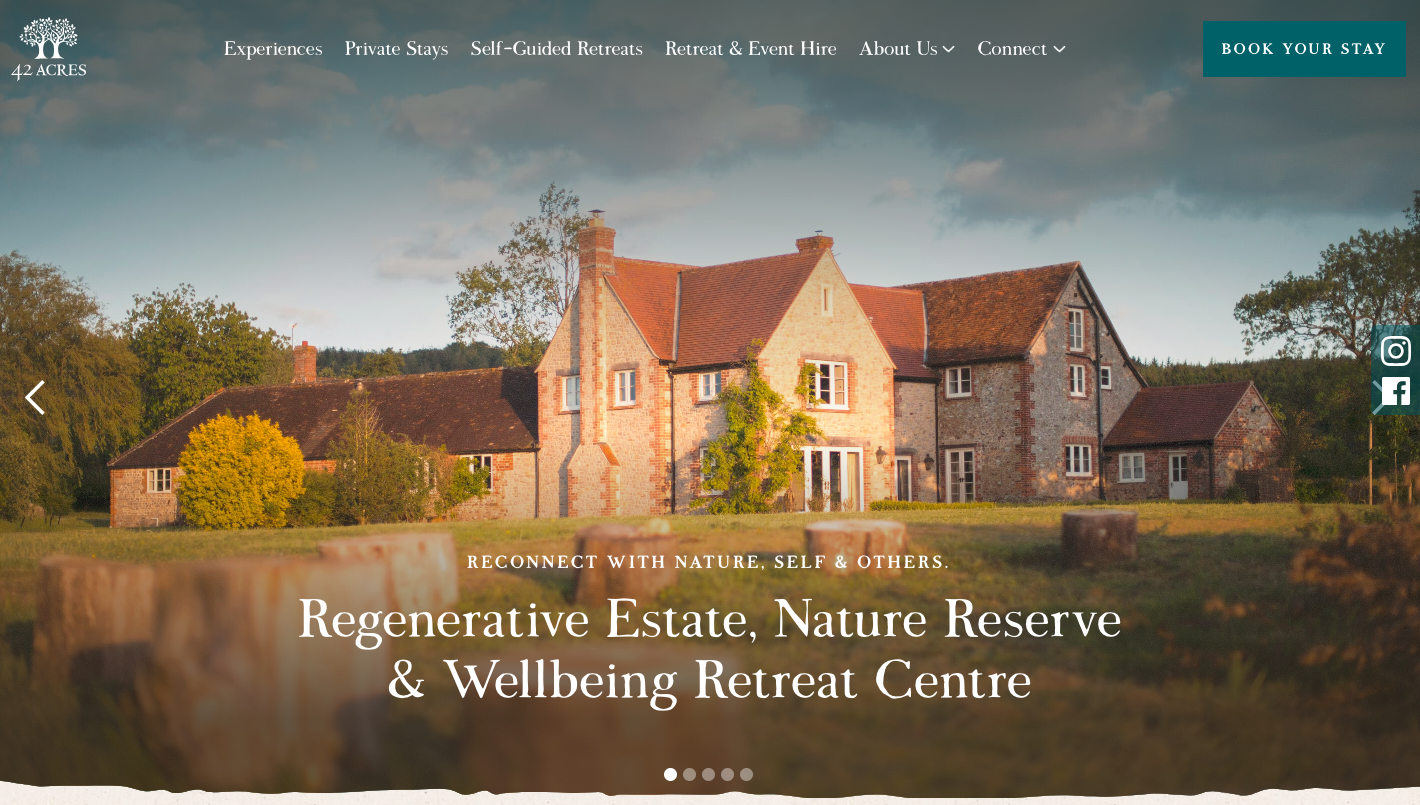 42 ACRES
Experiences
Private Stays
Self-Guided Retreats
Retreat & Event Hire
About Us
Connect
BOOK YOUR STAY
RECONNECT WITH NATURE, SELF & OTHERS.
Regenerative Estate, Nature Reserve
& Wellbeing Retreat Centre